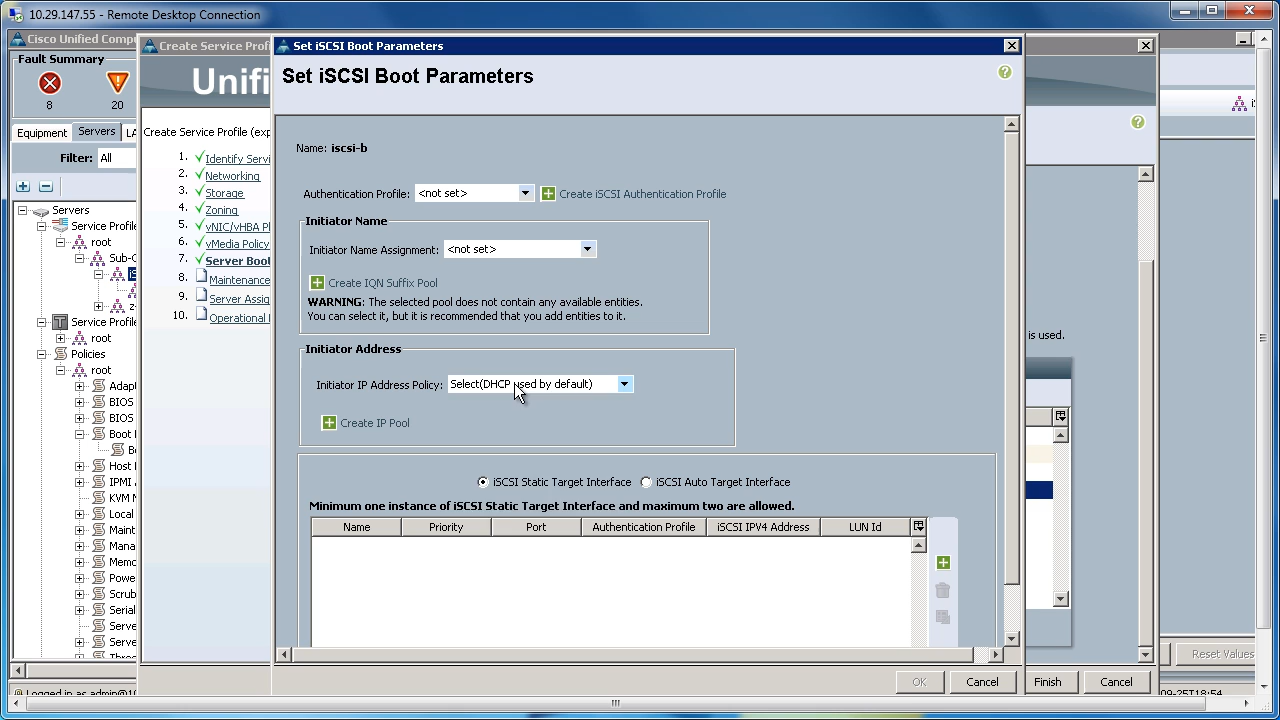 10.29.147.55 - Remote Desktop Connection
Cisco Unified Compu
Create Service Prof
Set iSCSI Boot Parameters
Fault Summary
8
20
Unifi
Set iSCSI Boot Parameters
Equipment
Servers
LA
Filter: All
Create Service Profile (exp
1. Identify Servi
2. Networking
3. Storage
4. Zoning
5. vNIC/vHBA Pl
6. vMedia Policy
7. Server Boot
8. Maintenance
9. Server Assig
10. Operational
Servers
Service Profile
root
Sub-O
Service Profile
root
Policies
root
Adapt
BIOS
BIOS
Boot
Host
IPMI
KVM M
Local
Maint
Mana
Memo
Powe
Scrub
Serial
Serve
Serve
Name: iscsi-b
Authentication Profile: <not set> Create iSCSI Authentication Profile
Initiator Name
Initiator Name Assignment: <not set>
Create IQN Suffix Pool
WARNING: The selected pool does not contain any available entities.
You can select it, but it is recommended that you add entities to it.
Initiator Address
Initiator IP Address Policy: Select(DHCP used by default)
Create IP Pool
iSCSI Static Target Interface iSCSI Auto Target Interface
Minimum one instance of iSCSI Static Target Interface and maximum two are allowed.
Name Priority Port Authentication Profile iSCSI IPV4 Address LUN Id
OK Cancel
is used.
Finish Cancel
Reset Values
Logged in as admin@10
09-25T18:54